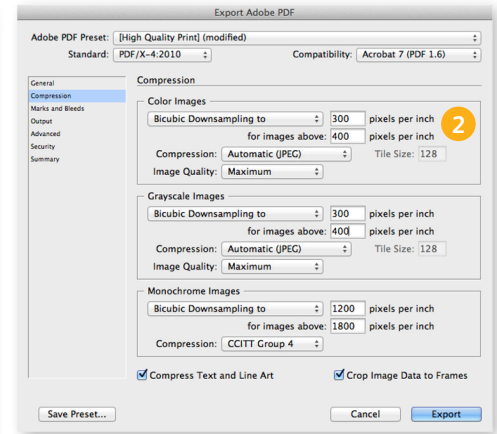 Export Adobe PDF
Adobe PDF Preset: [High Quality Print] (modified)
Standard: PDF/X-4:2010 Compatibility: Acrobat 7 (PDF 1.6)
General
Compression
Marks and Bleeds
Output
Advanced
Security
Summary
Compression
Color Images
Bicubic Downsampling to 300 pixels per inch
for images above: 400 pixels per inch
2
Compression: Automatic (JPEG) Tile Size: 128
Image Quality: Maximum
Grayscale Images
Bicubic Downsampling to 300 pixels per inch
for images above: 400 pixels per inch
Compression: Automatic (JPEG) Tile Size: 128
Image Quality: Maximum
Monochrome Images
Bicubic Downsampling to 1200 pixels per inch
for images above: 1800 pixels per inch
Compression: CCITT Group 4
Compress Text and Line Art Crop Image Data to Frames
Save Preset... Cancel Export